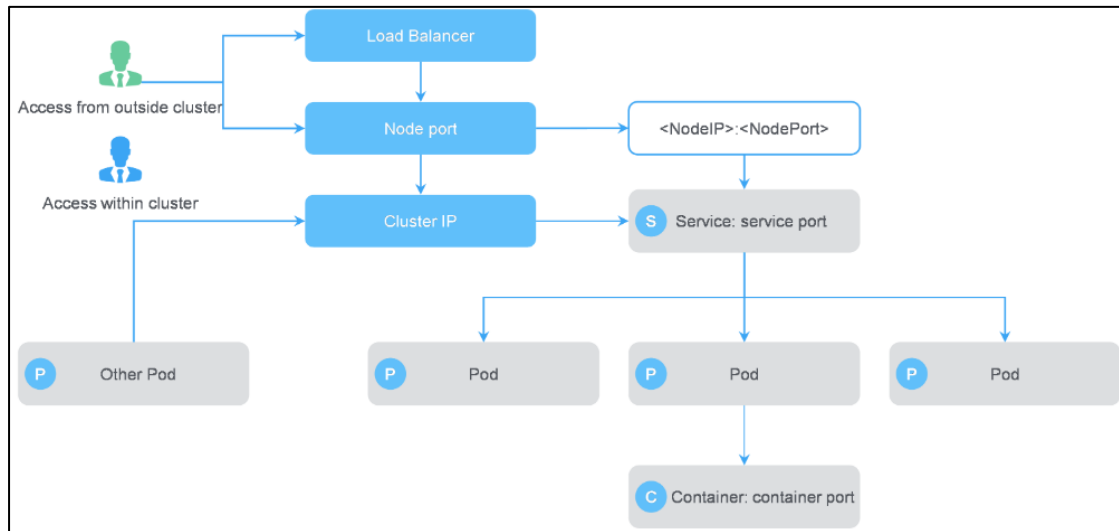 Load Balancer
Access from outside cluster
Node port
<NodeIP>:<NodePort>
Access within cluster
Cluster IP
S Service: service port
P Other Pod
P Pod
P Pod
P Pod
C Container: container port